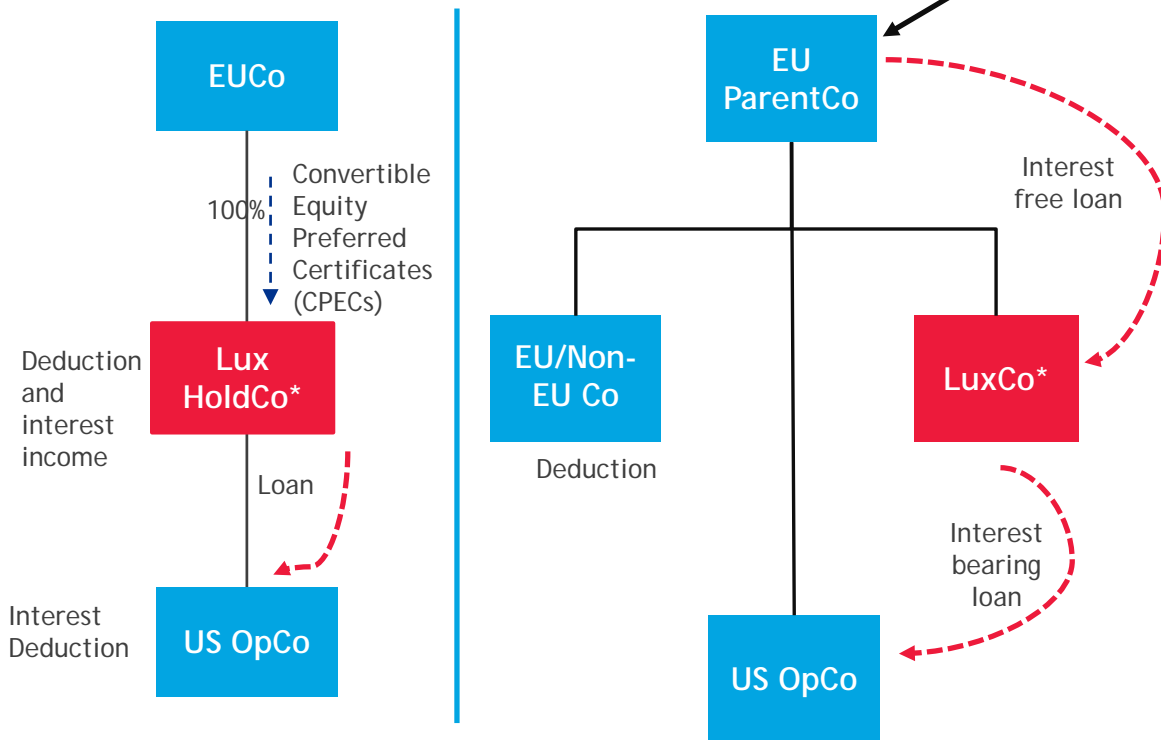 EUCo
100%
Convertible
Equity
Preferred
Certificates
(CPECs)
Lux
HoldCo*
Deduction
and
interest
income
Loan
Interest
Deduction
US OpCo
EU
ParentCo
Interest
free loan
EU/Non-
EU Co
Deduction
LuxCo*
Interest
bearing
loan
US OpCo